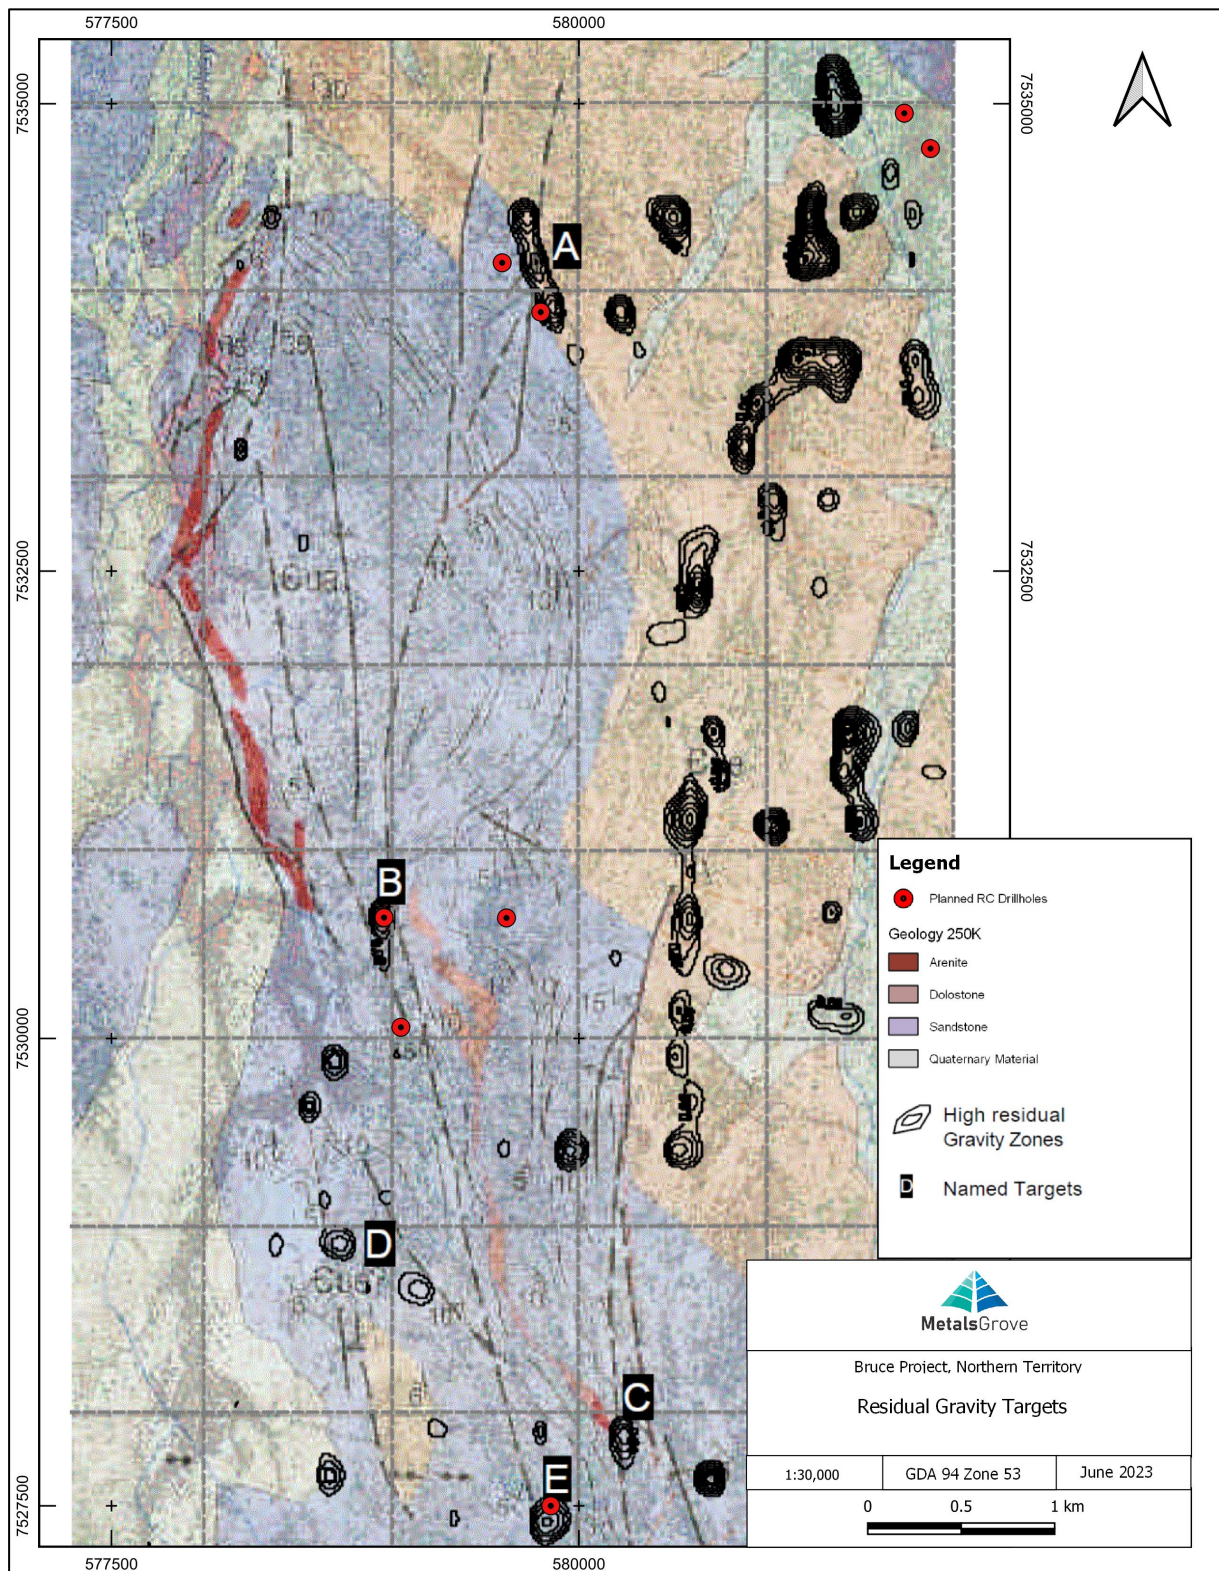 577500
580000
7535000
7535000
A
7532500
7532500
B
Legend
Planned RC Drillholes
Geology 250K
Arenite
Dolostone
Sandstone
Quaternary Material
High residual
Gravity Zones
D
Named Targets
7530000
D
C
E
MetalsGrove
Bruce Project, Northern Territory
Residual Gravity Targets
1:30,000
GDA 94 Zone 53
June 2023
0
0.5
1 km
7527500
7527500
577500
580000